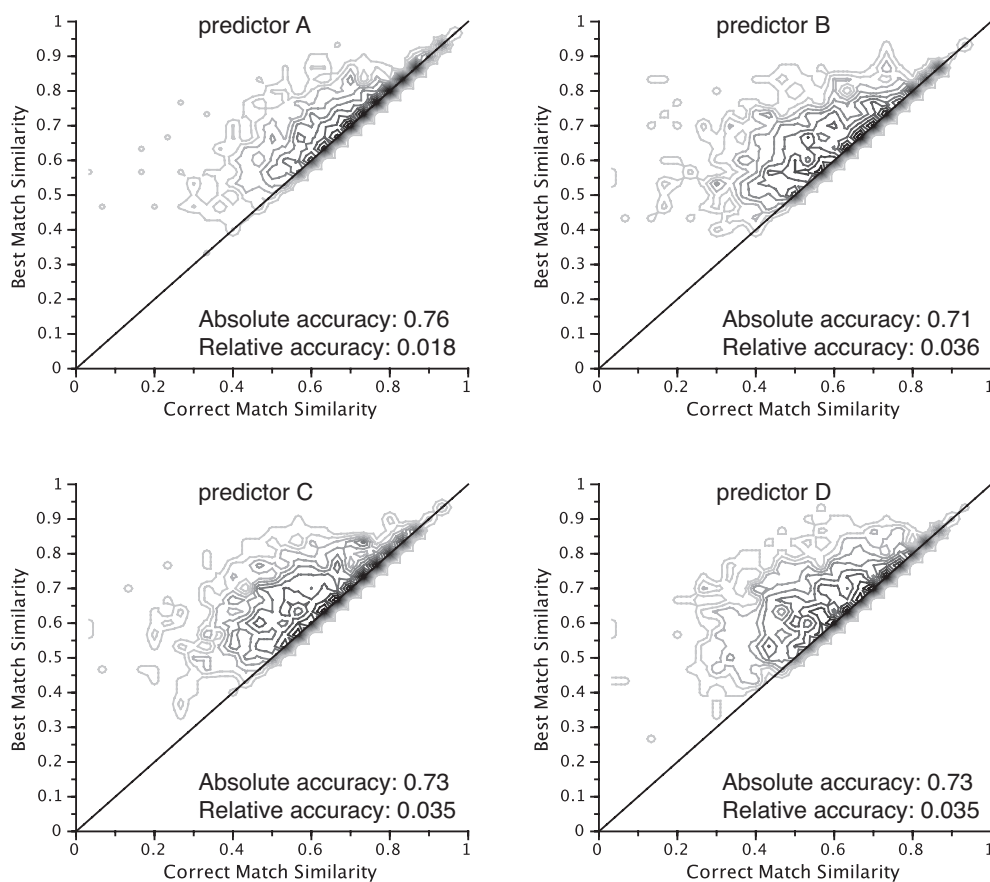 predictor A
1
0.9
0.8
0.7
0.6
0.5
0.4
0.3
0.2
0.1
0
Best Match Similarity
Absolute accuracy: 0.76
Relative accuracy: 0.018
0 0.2 0.4 0.6 0.8 1
Correct Match Similarity
predictor B
1
0.9
0.8
0.7
0.6
0.5
0.4
0.3
0.2
0.1
0
Best Match Similarity
Absolute accuracy: 0.71
Relative accuracy: 0.036
0 0.2 0.4 0.6 0.8 1
Correct Match Similarity
predictor C
1
0.9
0.8
0.7
0.6
0.5
0.4
0.3
0.2
0.1
0
Best Match Similarity
Absolute accuracy: 0.73
Relative accuracy: 0.035
0 0.2 0.4 0.6 0.8 1
Correct Match Similarity
predictor D
1
0.9
0.8
0.7
0.6
0.5
0.4
0.3
0.2
0.1
0
Best Match Similarity
Absolute accuracy: 0.73
Relative accuracy: 0.035
0 0.2 0.4 0.6 0.8 1
Correct Match Similarity